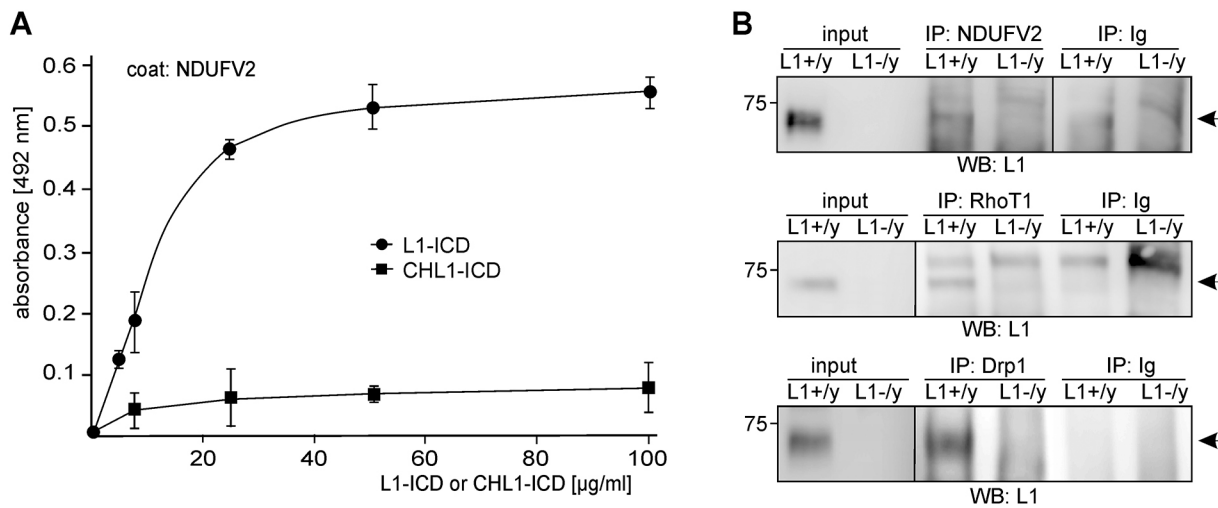 A
B
coat: NDUFV2
absorbance [492 nm]
0.6
0.5
0.4
0.3
0.2
0.1
L1-ICD
CHL1-ICD
20 40 60 80 100
L1-ICD or CHL1-ICD [µg/ml]
input IP: NDUFV2 IP: Ig
L1+/y L1-/y L1+/y L1-/y L1+/y L1-/y
75
WB: L1
input IP: RhoT1 IP: Ig
L1+/y L1-/y L1+/y L1-/y L1+/y L1-/y
75
WB: L1
input IP: Drp1 IP: Ig
L1+/y L1-/y L1+/y L1-/y L1+/y L1-/y
75
WB: L1